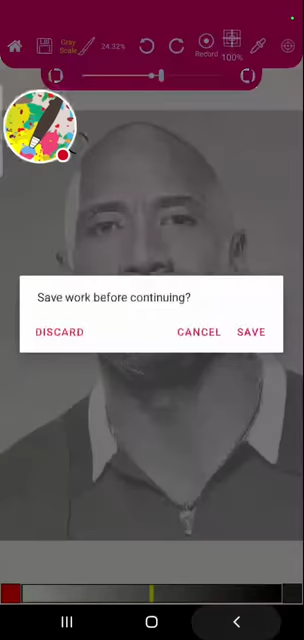 Gray
Scale
24.32%
Record
100%
Save work before continuing?
DISCARD CANCEL SAVE